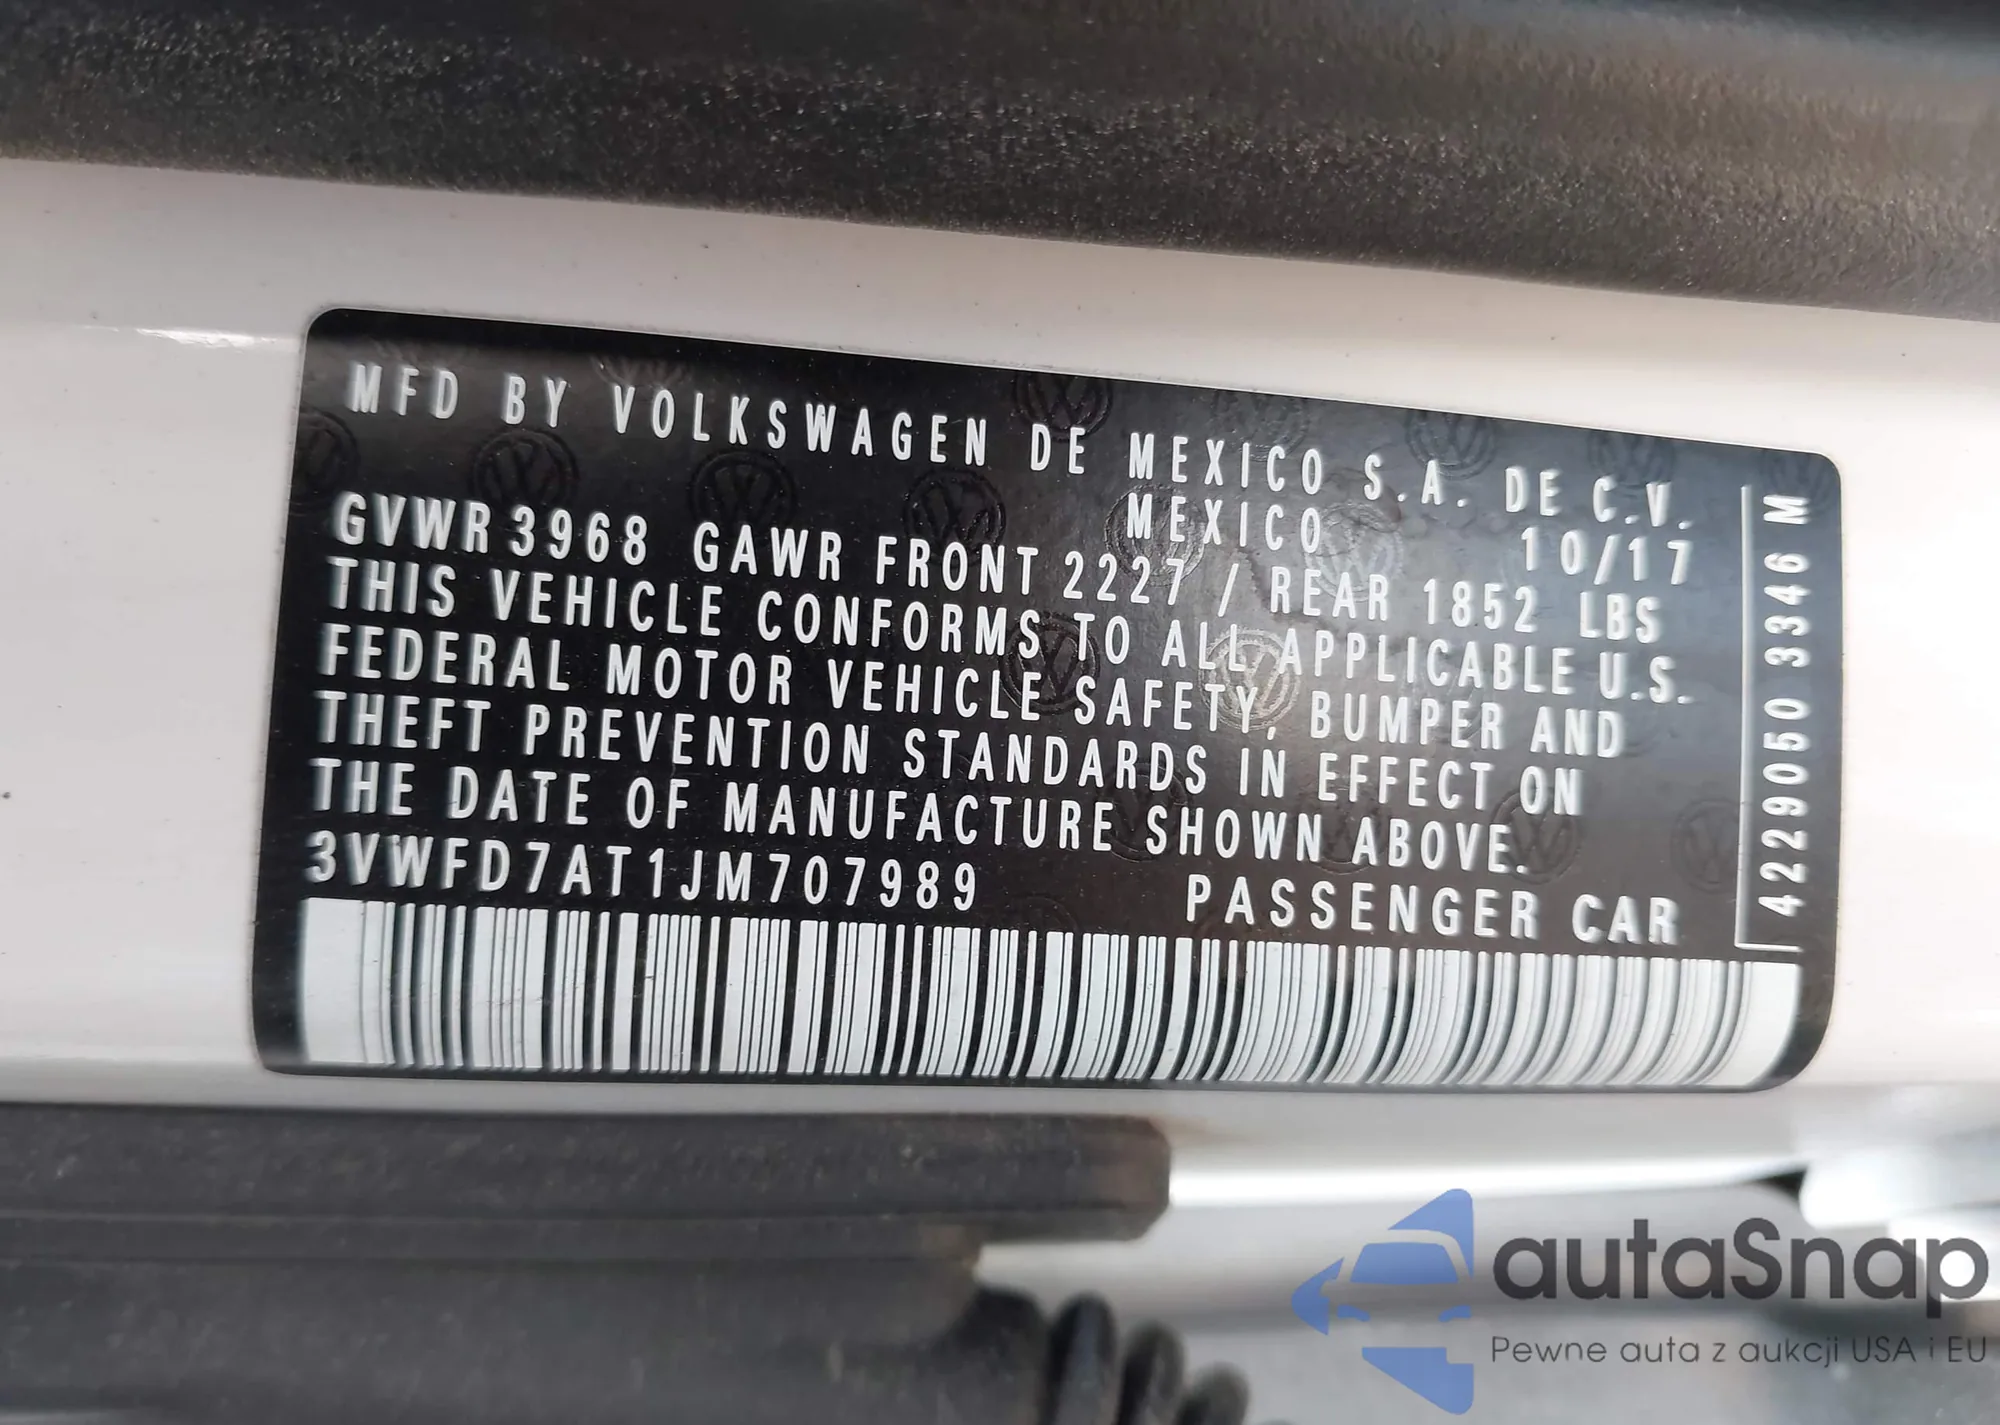 MFD BY VOLKSWAGEN DE MEXICO S.A. DE C.V.
MEXICO 10/17
GVWR 3968 GAWR FRONT 2227 / REAR 1852 LBS
THIS VEHICLE CONFORMS TO ALL APPLICABLE U.S.
FEDERAL MOTOR VEHICLE SAFETY, BUMPER AND
THEFT PREVENTION STANDARDS IN EFFECT ON
THE DATE OF MANUFACTURE SHOWN ABOVE.
3VWFD7AT1JM707989 PASSENGER CAR
4229050 3346 M
autaSnap
Pewne auta z aukcji USA i EU